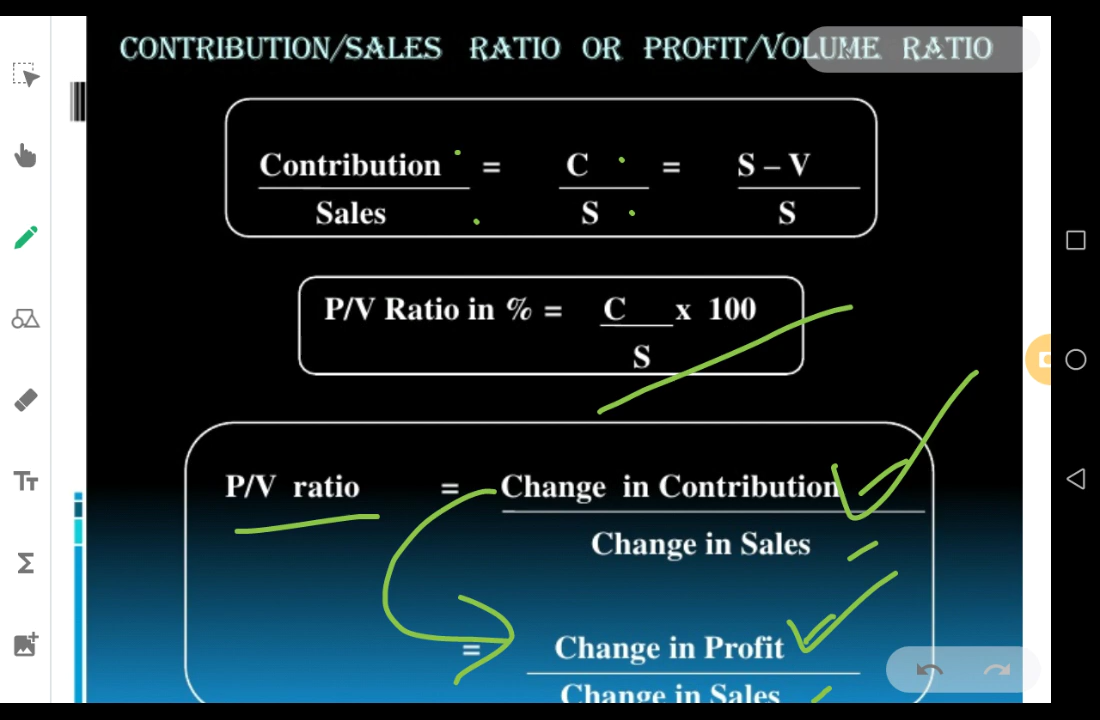 CONTRIBUTION/SALES RATIO OR PROFIT/VOLUME RATIO
Contribution = C = S – V
Sales S S
P/V Ratio in % = C x 100
S
P/V ratio = Change in Contribution
Change in Sales
= Change in Profit
Change in Sales
TT
Σ